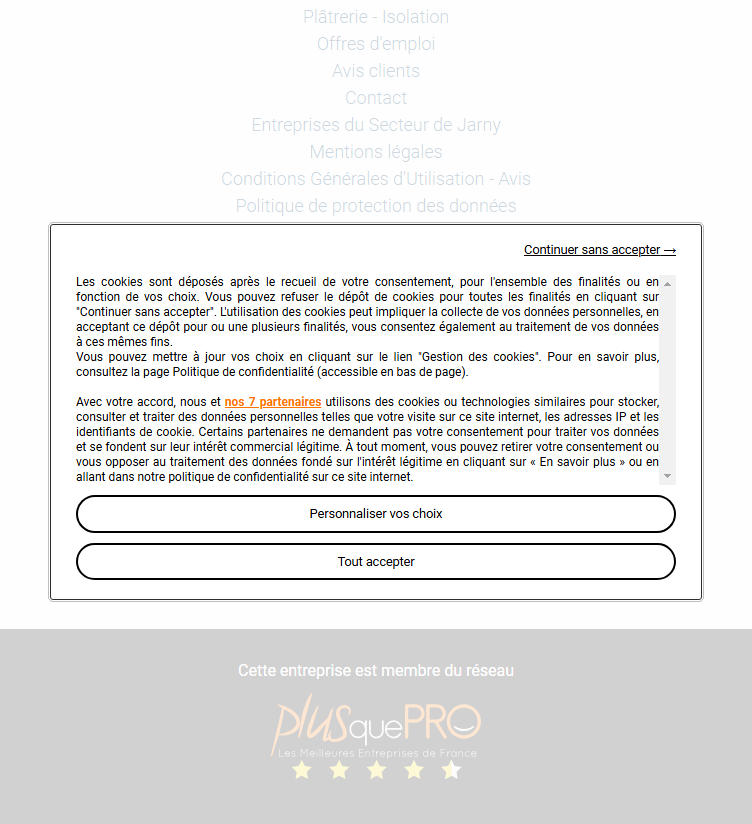 Plâtrerie - Isolation
Offres d'emploi
Avis clients
Contact
Entreprises du Secteur de Jarny
Mentions légales
Conditions Générales d'Utilisation - Avis
Politique de protection des données
Continuer sans accepter →
Les cookies sont déposés après le recueil de votre consentement, pour l'ensemble des finalités ou en
fonction de vos choix. Vous pouvez refuser le dépôt de cookies pour toutes les finalités en cliquant sur
"Continuer sans accepter". L'utilisation des cookies peut impliquer la collecte de vos données personnelles, en
acceptant ce dépôt pour ou une plusieurs finalités, vous consentez également au traitement de vos données
à ces mêmes fins.
Vous pouvez mettre à jour vos choix en cliquant sur le lien "Gestion des cookies". Pour en savoir plus,
consultez la page Politique de confidentialité (accessible en bas de page).
Avec votre accord, nous et nos 7 partenaires utilisons des cookies ou technologies similaires pour stocker,
consulter et traiter des données personnelles telles que votre visite sur ce site internet, les adresses IP et les
identifiants de cookie. Certains partenaires ne demandent pas votre consentement pour traiter vos données
et se fondent sur leur intérêt commercial légitime. À tout moment, vous pouvez retirer votre consentement ou
vous opposer au traitement des données fondé sur l'intérêt légitime en cliquant sur « En savoir plus » ou en
allant dans notre politique de confidentialité sur ce site internet.
Personnaliser vos choix
Tout accepter
Cette entreprise est membre du réseau
plus que PRO
Les Meilleures Entreprises de France